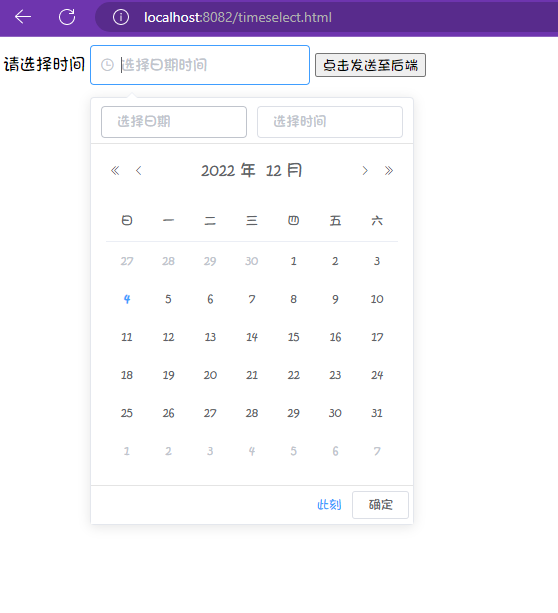 localhost:8082/timeselect.html
请选择时间 选择日期时间 点击发送至后端
选择日期 选择时间
2022 年 12 月
日 一 二 三 四 五 六
27 28 29 30 1 2 3
4 5 6 7 8 9 10
11 12 13 14 15 16 17
18 19 20 21 22 23 24
25 26 27 28 29 30 31
1 2 3 4 5 6 7
此刻 确定